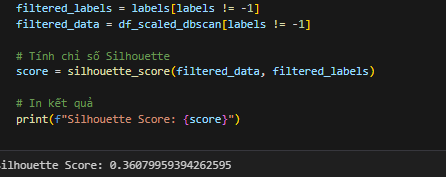 filtered_labels = labels[labels != -1]
filtered_data = df_scaled_dbscan[labels != -1]
# Tính chỉ số Silhouette
score = silhouette_score(filtered_data, filtered_labels)
# In kết quả
print(f"Silhouette Score: {score}")
ilhouette Score: 0.36079959394262595